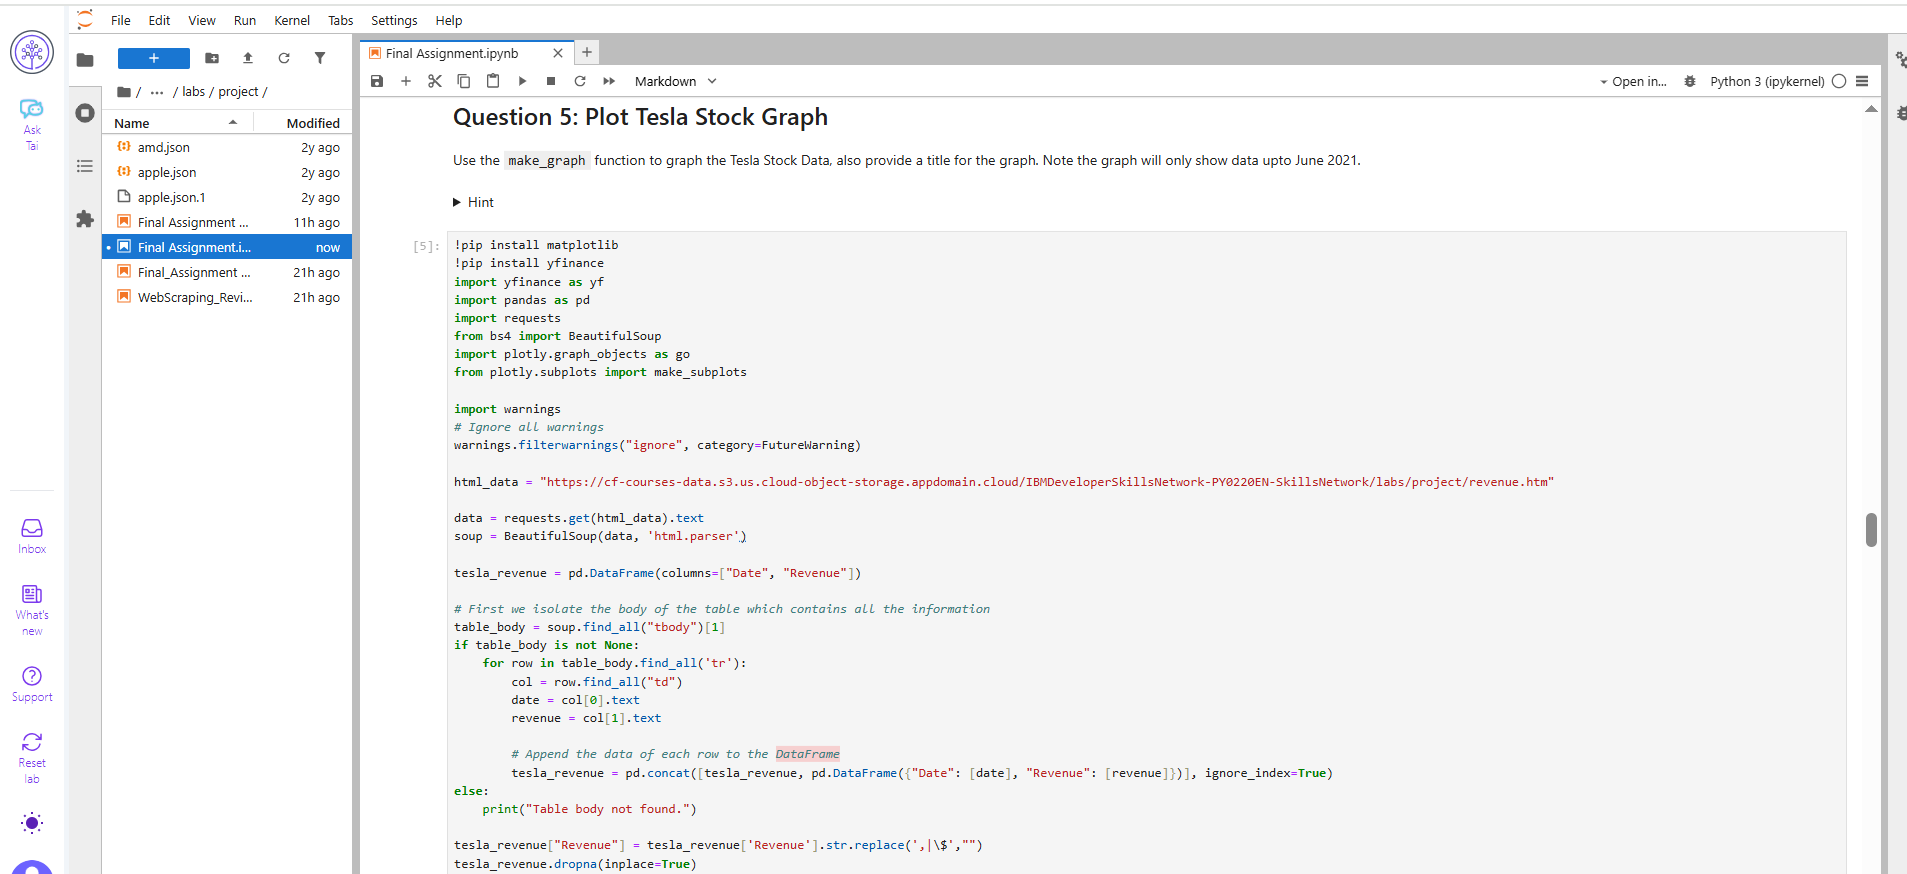 File Edit View Run Kernel Tabs Settings Help
Ask
Tai
Inbox
What's
new
Support
Reset
lab
/ ... / labs / project /
Name Modified
amd.json 2y ago
apple.json 2y ago
apple.json.1 2y ago
Final Assignment ... 11h ago
Final Assignment.i... now
Final_Assignment ... 21h ago
WebScraping_Revi... 21h ago
Final Assignment.ipynb
Markdown
Open in...
Python 3 (ipykernel)
Question 5: Plot Tesla Stock Graph
Use the make_graph function to graph the Tesla Stock Data, also provide a title for the graph. Note the graph will only show data upto June 2021.
Hint
[5]:
!pip install matplotlib
!pip install yfinance
import yfinance as yf
import pandas as pd
import requests
from bs4 import BeautifulSoup
import plotly.graph_objects as go
from plotly.subplots import make_subplots
import warnings
# Ignore all warnings
warnings.filterwarnings("ignore", category=FutureWarning)
html_data = "https://cf-courses-data.s3.us.cloud-object-storage.appdomain.cloud/IBMDeveloperSkillsNetwork-PY0220EN-SkillsNetwork/labs/project/revenue.htm"
data = requests.get(html_data).text
soup = BeautifulSoup(data, 'html.parser')
tesla_revenue = pd.DataFrame(columns=["Date", "Revenue"])
# First we isolate the body of the table which contains all the information
table_body = soup.find_all("tbody")[1]
if table_body is not None:
    for row in table_body.find_all('tr'):
        col = row.find_all("td")
        date = col[0].text
        revenue = col[1].text
        # Append the data of each row to the DataFrame
        tesla_revenue = pd.concat([tesla_revenue, pd.DataFrame({"Date": [date], "Revenue": [revenue]})], ignore_index=True)
else:
    print("Table body not found.")
tesla_revenue["Revenue"] = tesla_revenue['Revenue'].str.replace(',|\$',"")
tesla_revenue.dropna(inplace=True)